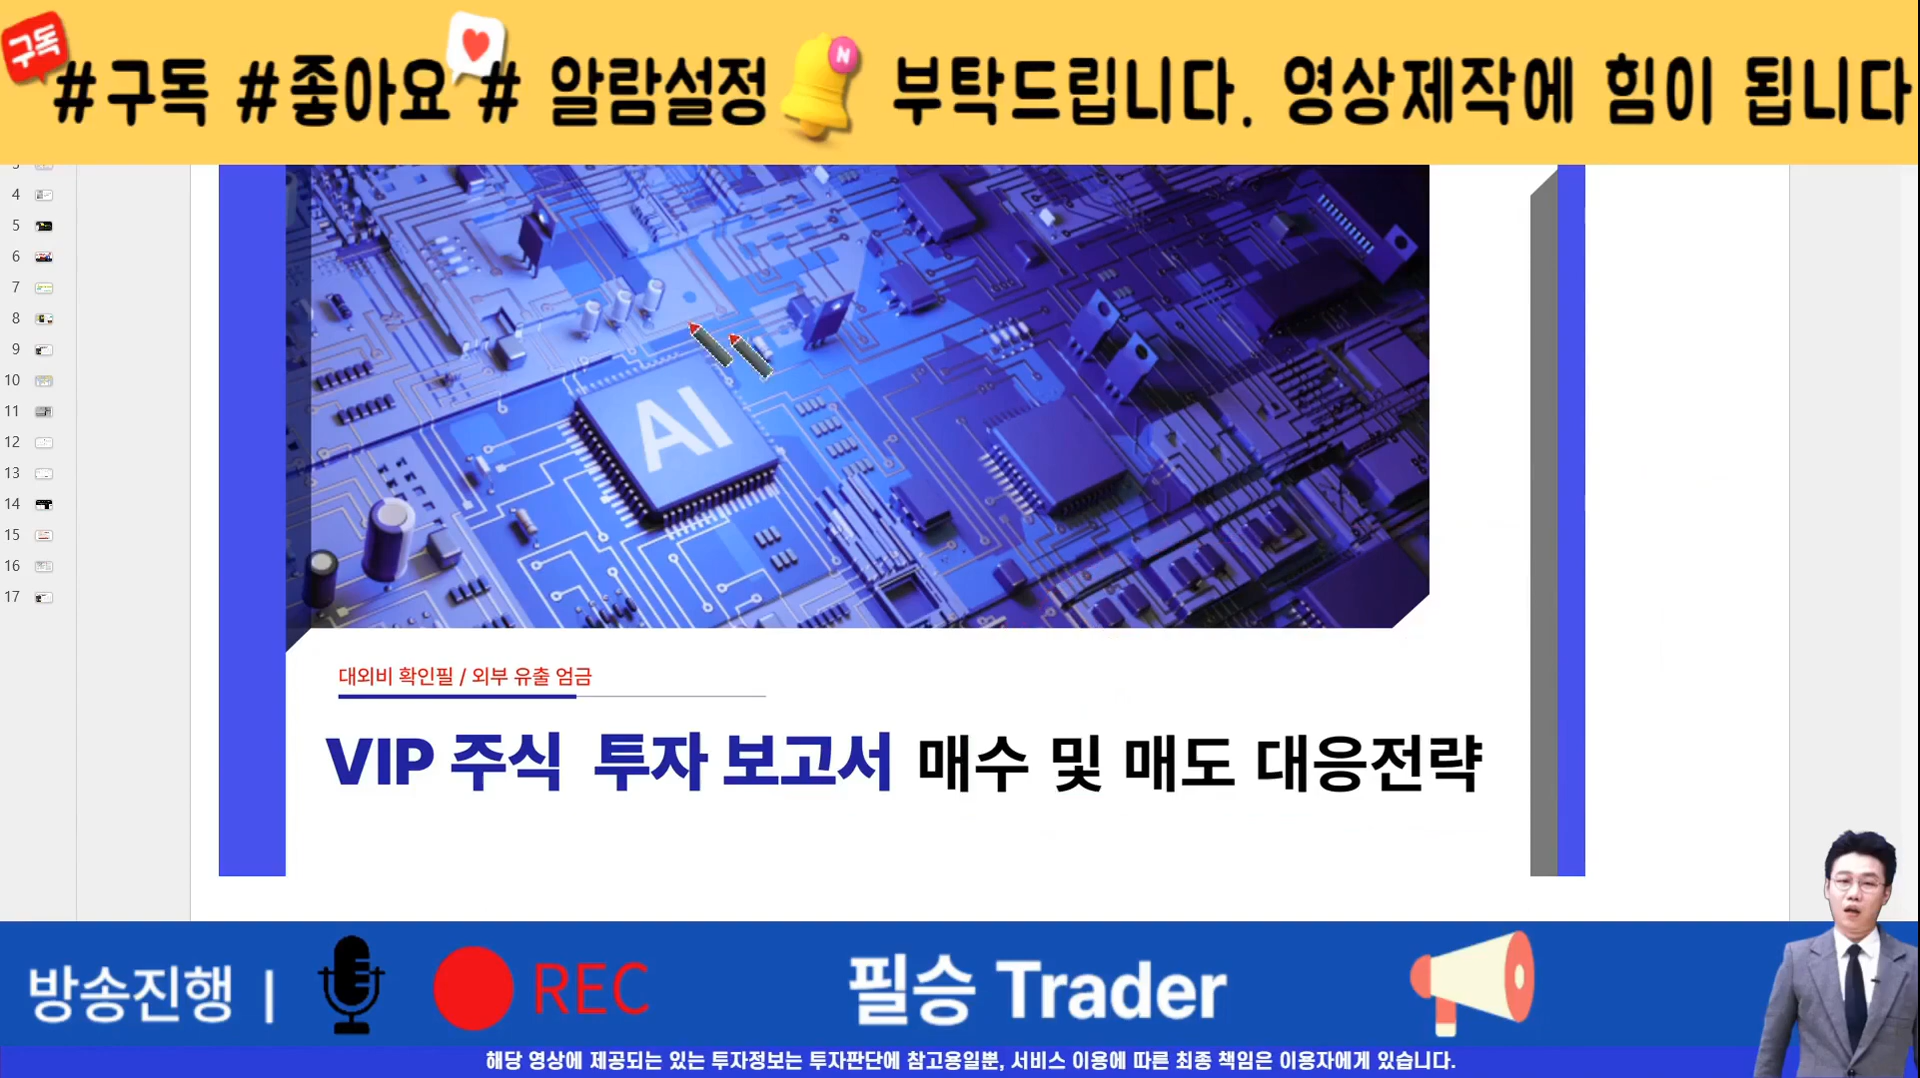 구독
#구독 #좋아요 # 알람설정 N 부탁드립니다. 영상제작에 힘이 됩니다
4
5
6
7
8
9
10
11
12
13
14
15
16
17
AI
대외비 확인필 / 외부 유출 엄금
VIP 주식 투자 보고서 매수 및 매도 대응전략
방송진행 | REC 필승 Trader
해당 영상에 제공되는 있는 투자정보는 투자판단에 참고용일뿐, 서비스 이용에 따른 최종 책임은 이용자에게 있습니다.